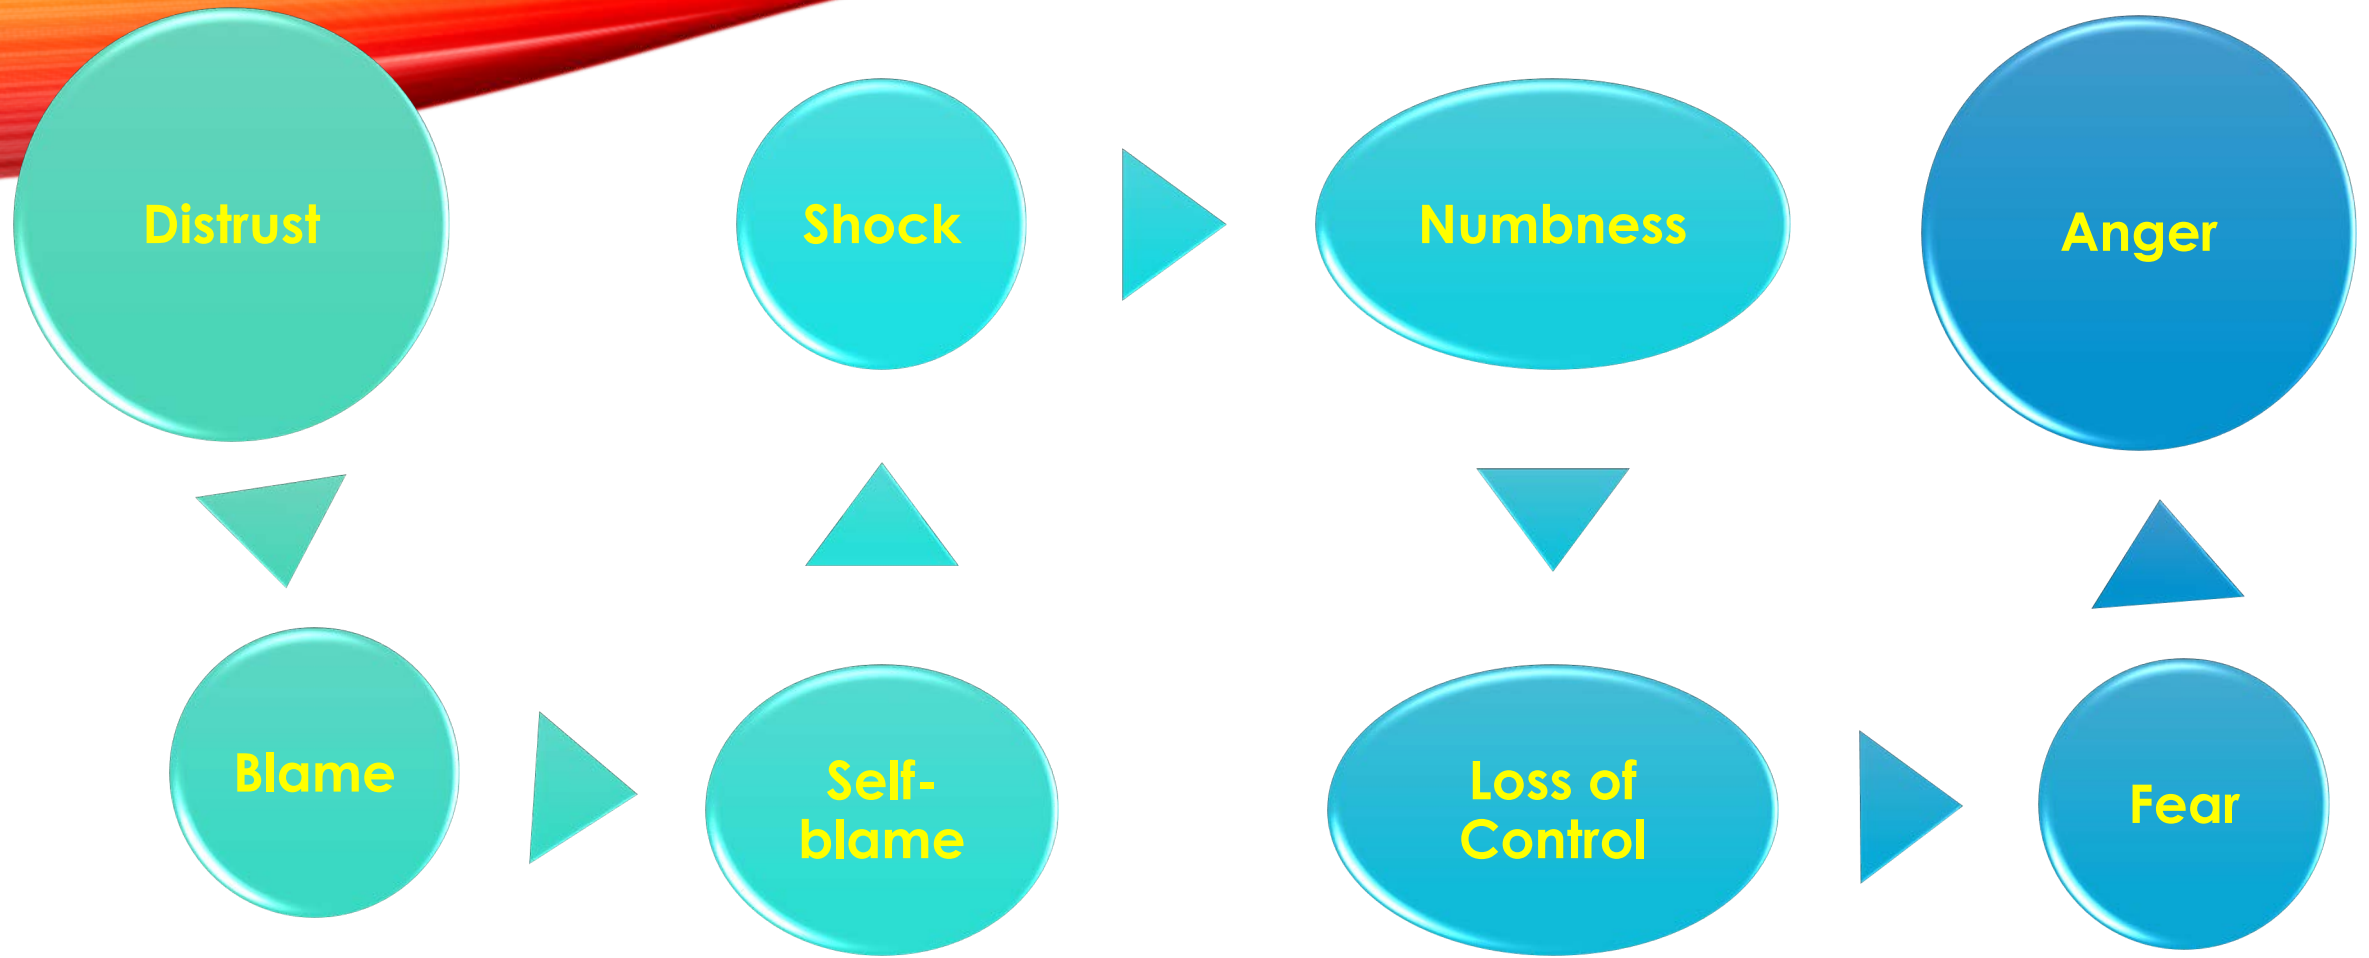 Distrust
Blame
Self-
blame
Shock
Numbness
Loss of
Control
Fear
Anger